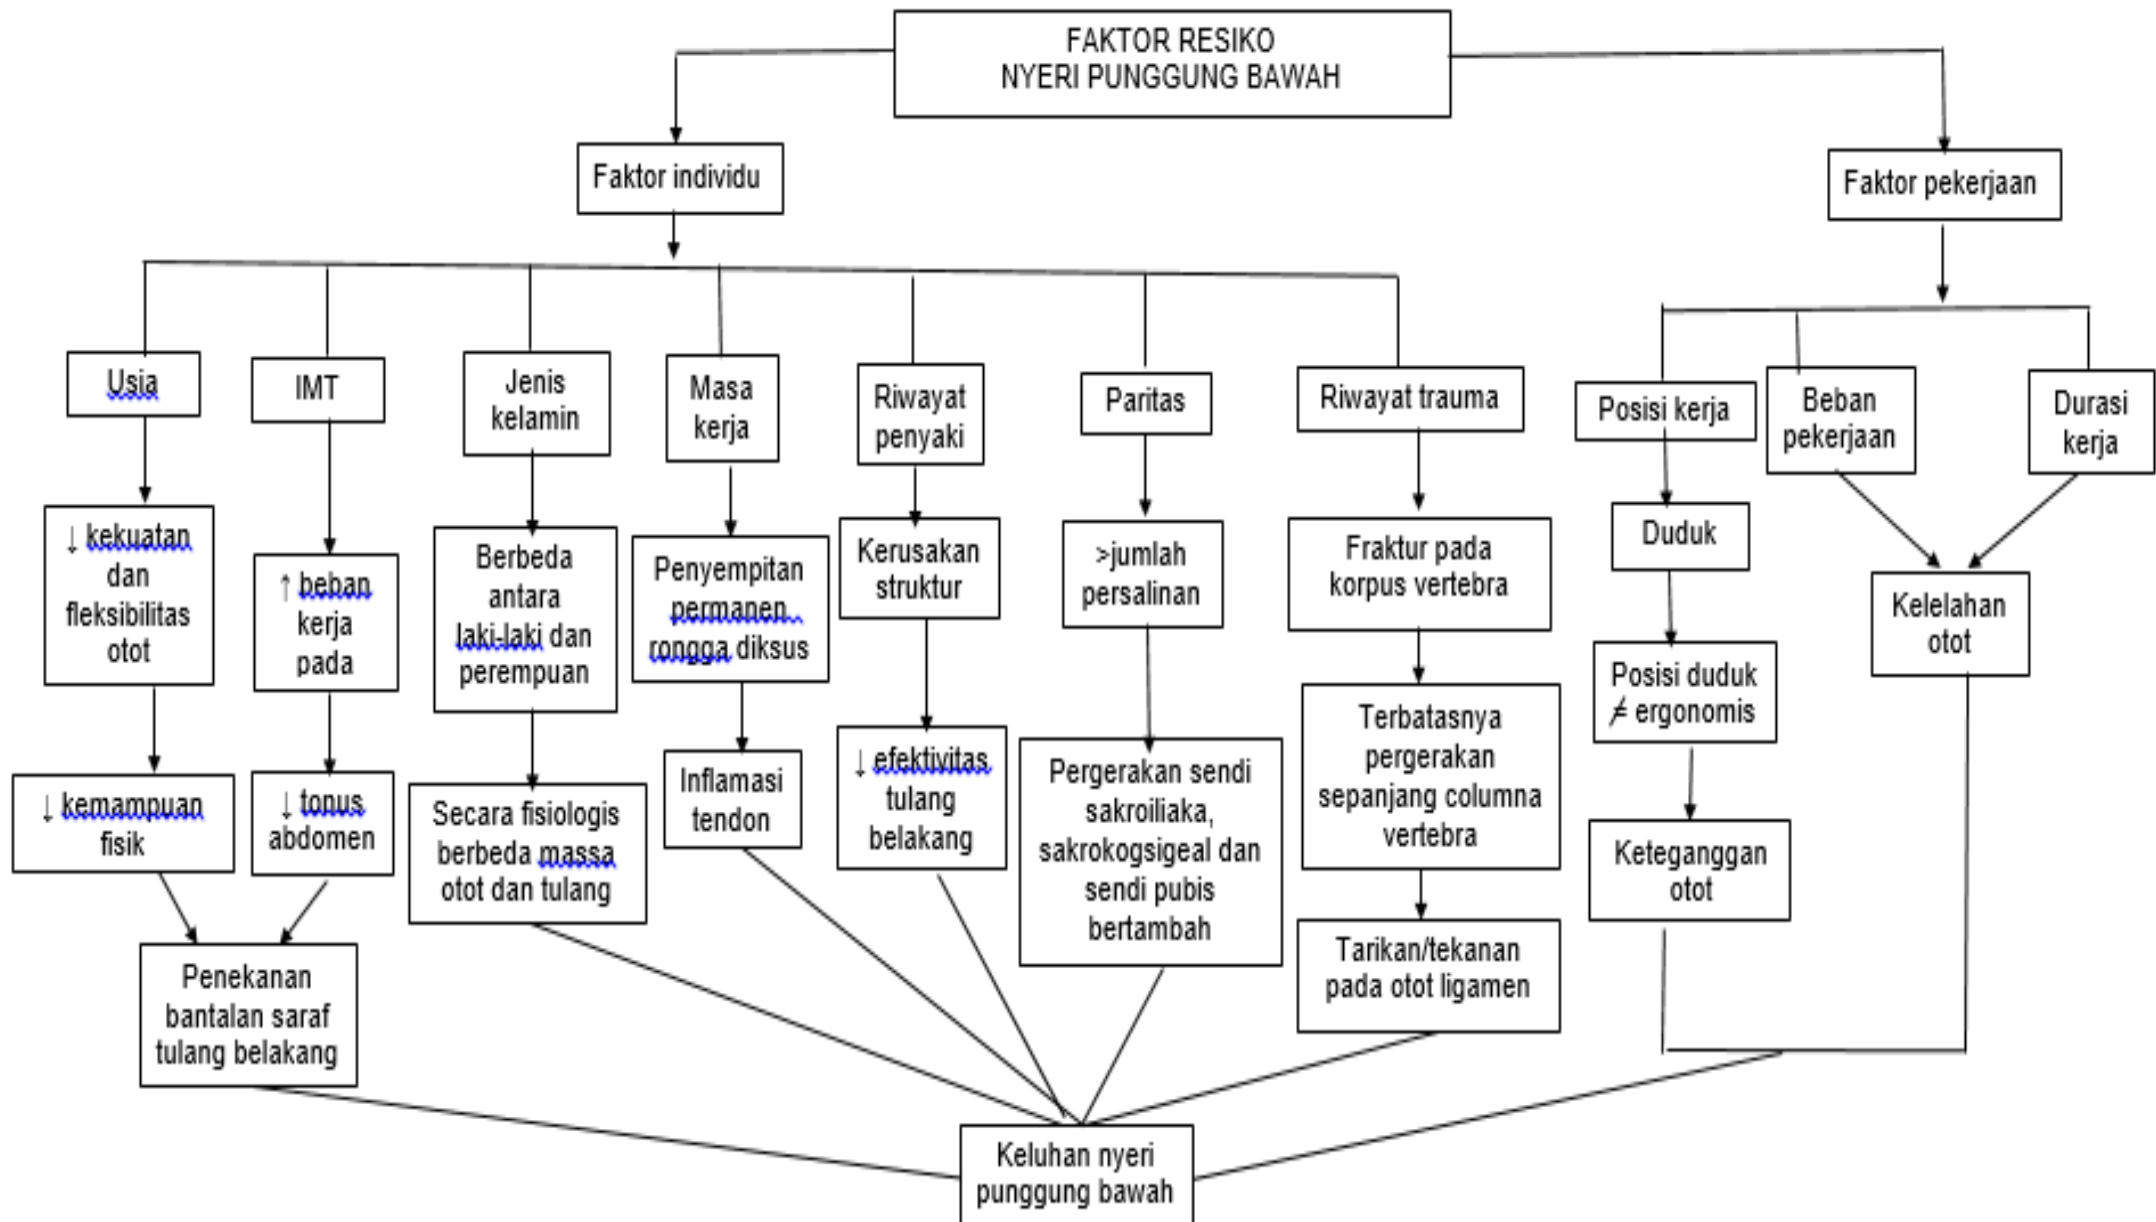 FAKTOR RESIKO
NYERI PUNGGUNG BAWAH
Faktor individu
Faktor pekerjaan
Usia
IMT
Jenis
kelamin
Masa
kerja
Riwayat
penyaki
Paritas
Riwayat trauma
Posisi kerja
Beban
pekerjaan
Durasi
kerja
↓ kekuatan
dan
fleksibilitas
otot
↑ beban
kerja
pada
Berbeda
antara
laki-laki dan
perempuan
Penyempitan
permanen
rongga diksus
Kerusakan
struktur
>jumlah
persalinan
Fraktur pada
korpus vertebra
Duduk
Kelelahan
otot
Posisi duduk
≠ ergonomis
↓ kemampuan
fisik
↓ tonus
abdomen
Secara fisiologis
berbeda massa
otot dan tulang
Inflamasi
tendon
↓ efektivitas
tulang
belakang
Pergerakan sendi
sakroiliaka,
sakrokogsigeal dan
sendi pubis
bertambah
Terbatasnya
pergerakan
sepanjang columna
vertebra
Keteganggan
otot
Penekanan
bantalan saraf
tulang belakang
Tarikan/tekanan
pada otot ligamen
Keluhan nyeri
punggung bawah